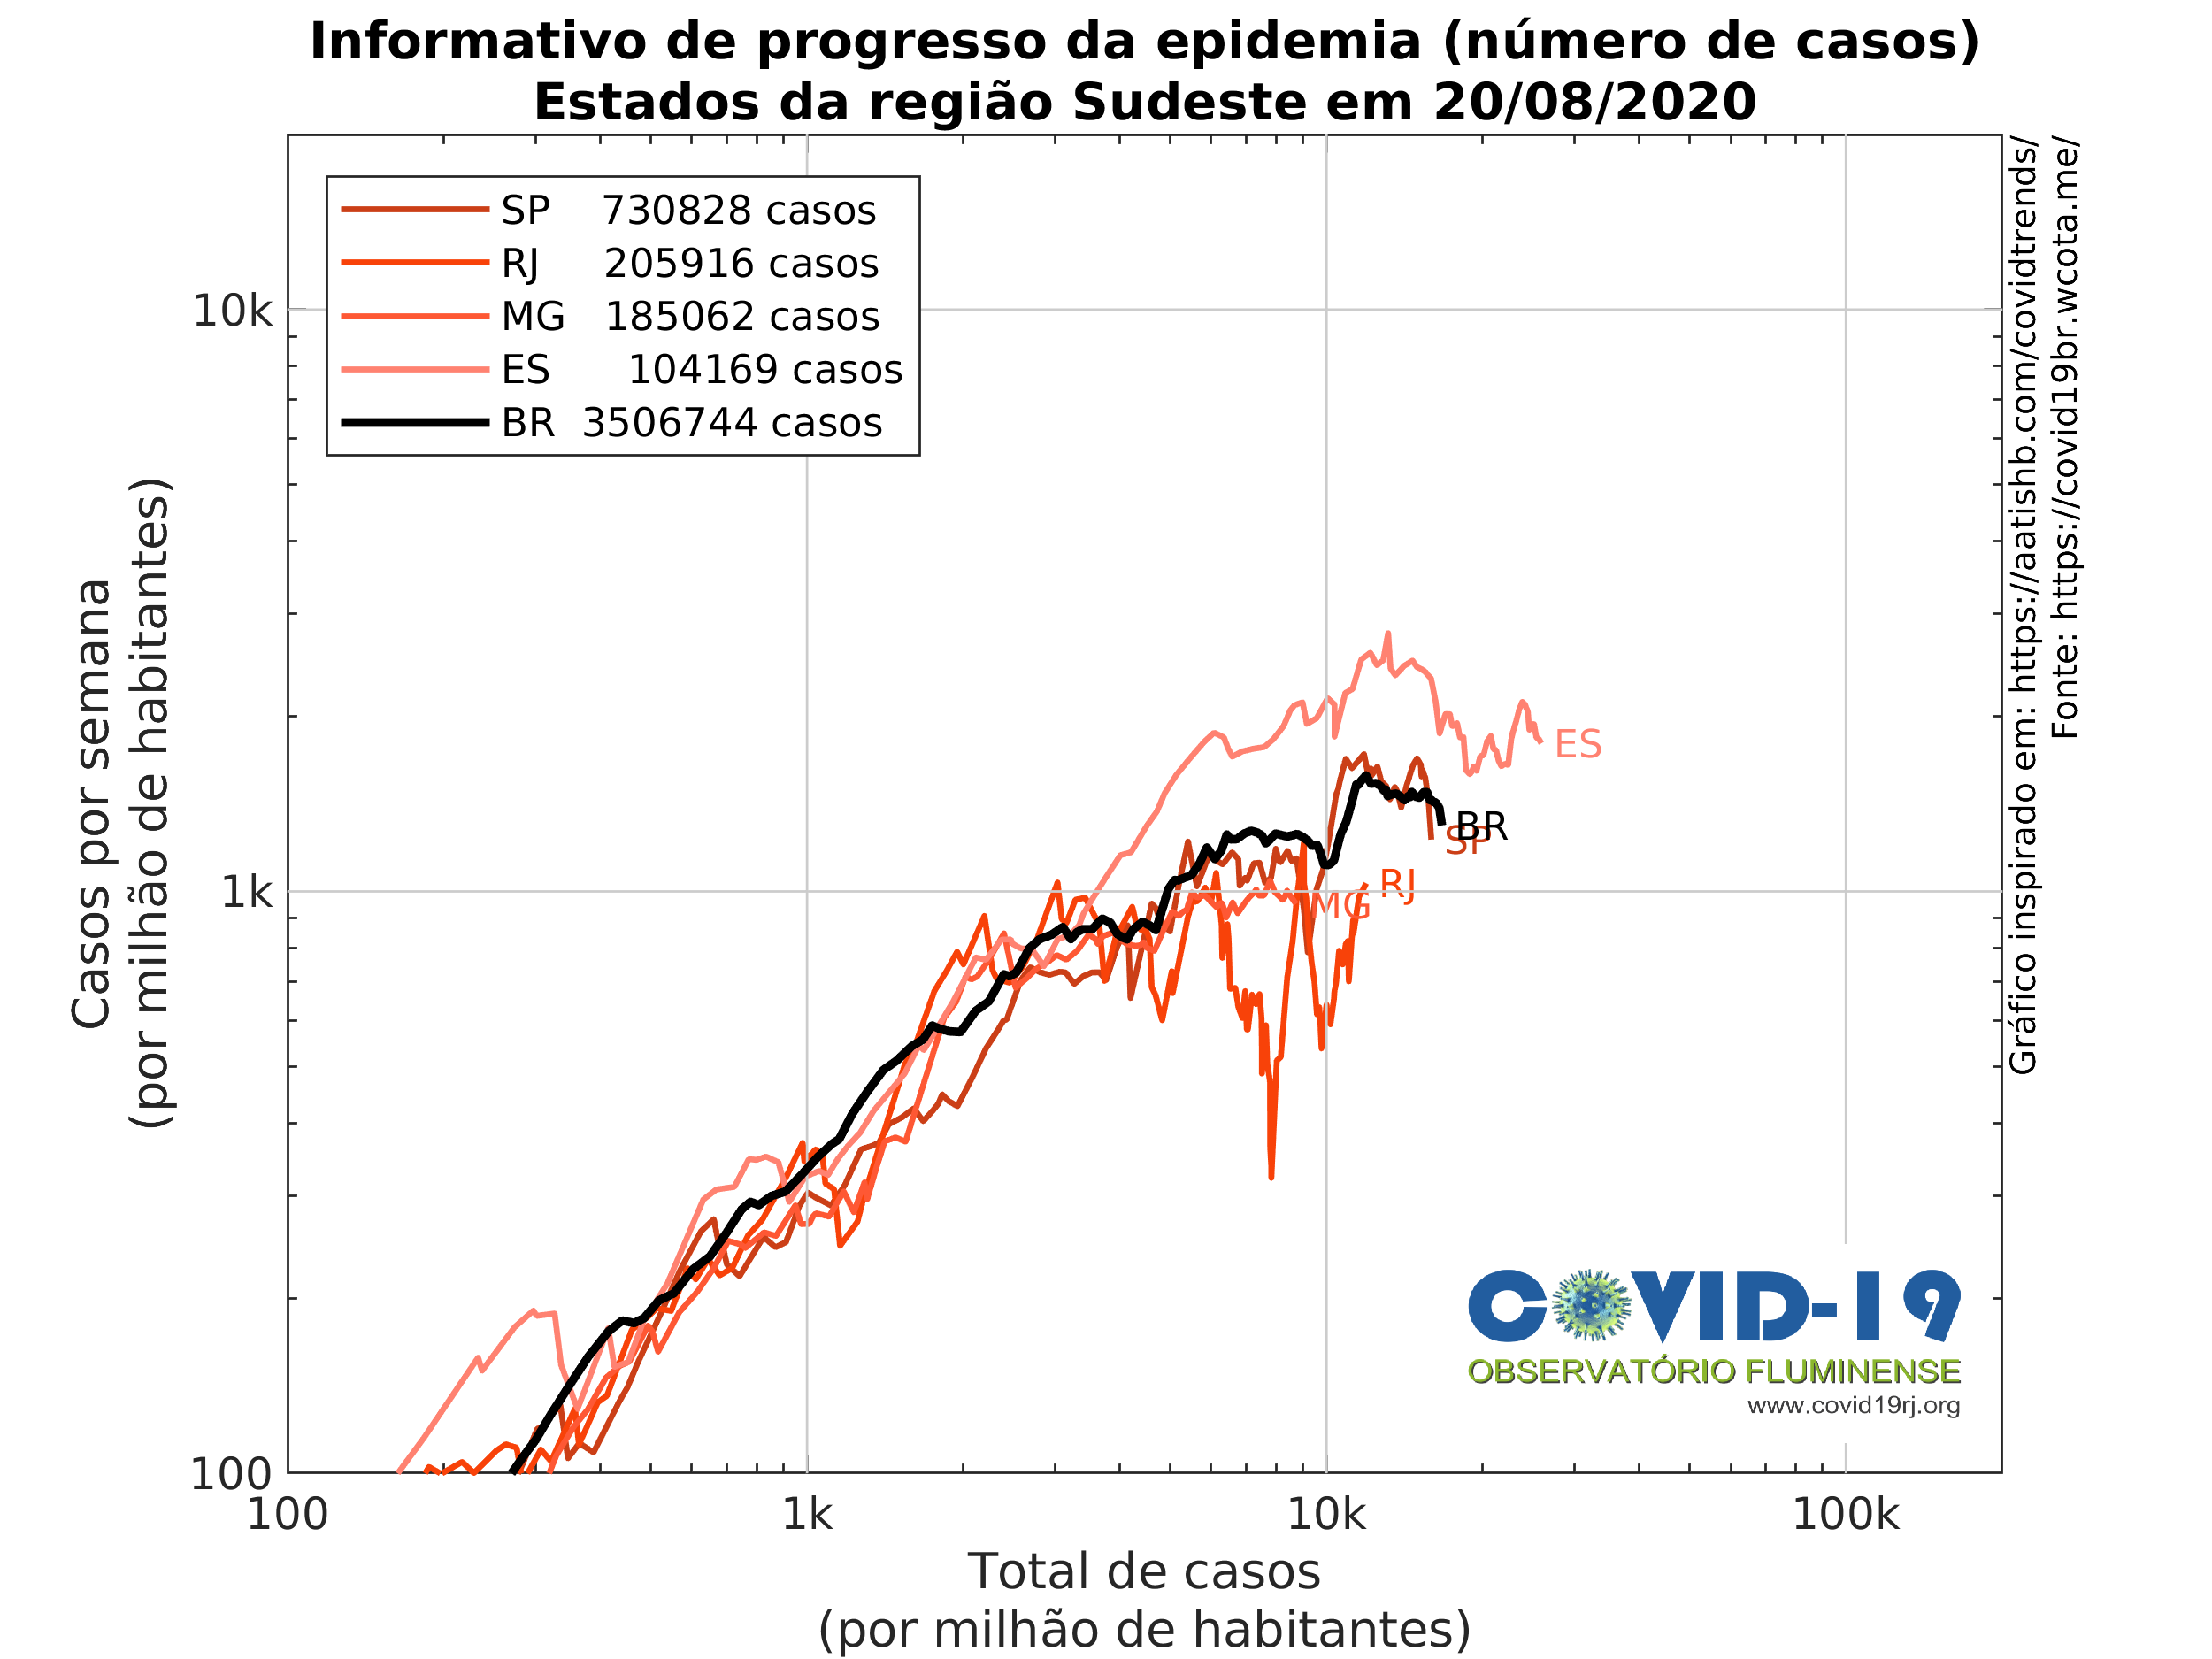 Informativo de progresso da epidemia (número de casos)
Estados da região Sudeste em 20/08/2020
SP 730828 casos
RJ 205916 casos
MG 185062 casos
ES 104169 casos
BR 3506744 casos
10k
1k
100
Casos por semana
(por milhão de habitantes)
ES
BR
SP
RJ
MG
Gráfico inspirado em: https://aatishb.com/covidtrends/
Fonte: https://covid19br.wcota.me/
COVID-19
OBSERVATÓRIO FLUMINENSE
www.covid19rj.org
100
1k
10k
100k
Total de casos
(por milhão de habitantes)